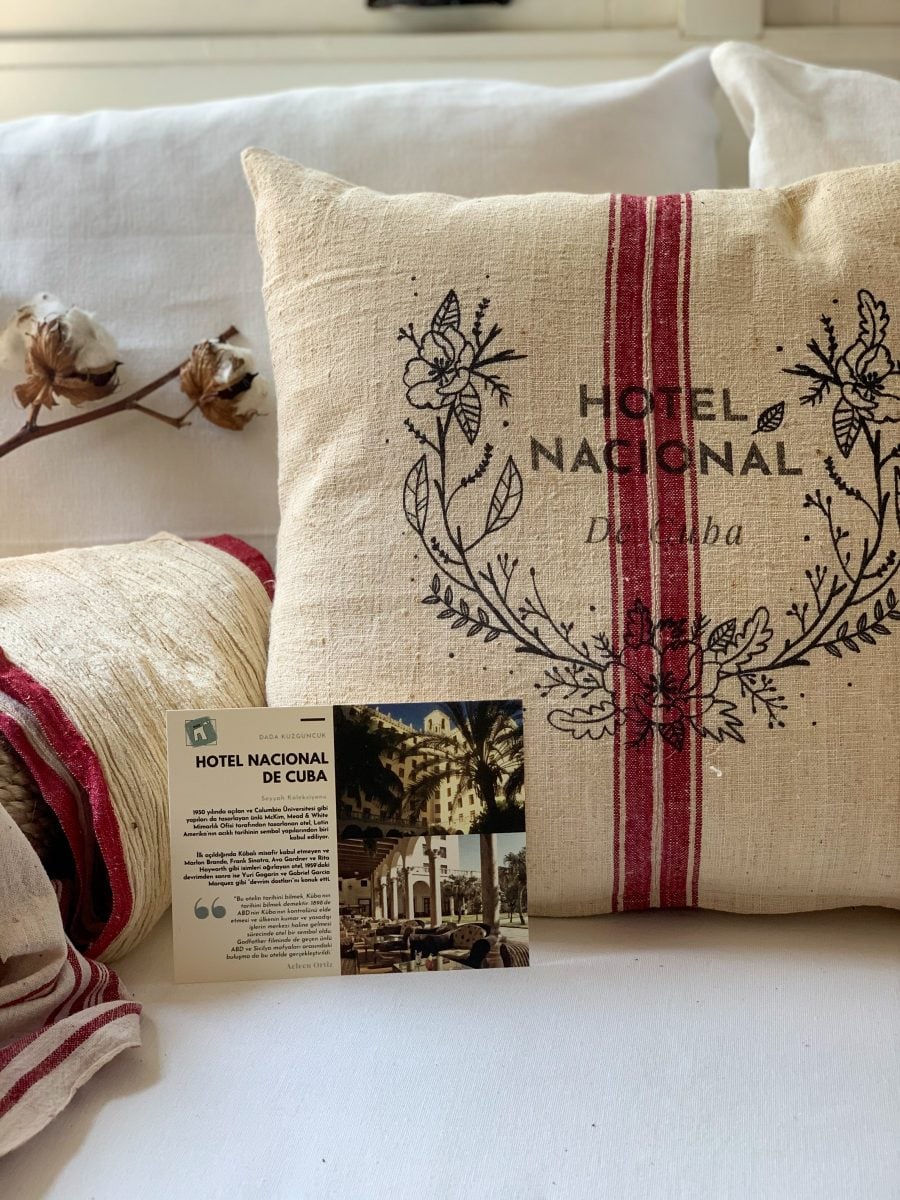 HOTEL
NACIONAL
De Cuba
DADA KUZGUNCUK
HOTEL NACIONAL
DE CUBA
Seyyah Koleksiyonu
1930 yılında açılan ve Columbia Üniversitesi gibi
yapıları da tasarlayan ünlü McKim, Mead & White
Mimarlık Ofisi tarafından tasarlanan otel, Latin
Amerika'nın acıklı tarihinin sembol yapılarından biri
kabul ediliyor.
İlk açıldığında Kübalı misafir kabul etmeyen ve
Marlon Brando, Frank Sinatra, Ava Gardner ve Rita
Hayworth gibi isimleri ağırlayan otel, 1959'daki
devrimden sonra ise Yuri Gagarin ve Gabriel Garcia
Marquez gibi 'devrim dostları'nı konuk etti.
"Bu otelin tarihini bilmek, Küba'nın
tarihini bilmek demektir. 1898'de
ABD'nin Küba'nın kontrolünü elde
etmesi ve ülkenin kumar ve yasadışı
işlerin merkezi haline gelmesi
sürecinde otel bir sembol oldu.
Godfather filminde de geçen ünlü
ABD ve Sicilya mafyaları arasındaki
buluşma da bu otelde gerçekleştirildi.
Azleen Ortiz